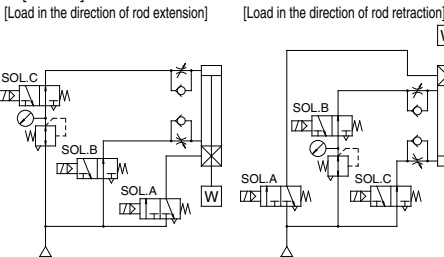 [Load in the direction of rod extension]
[Load in the direction of rod retraction]
SOL.C
SOL.B
SOL.A
W
SOL.B
SOL.A
SOL.C
W